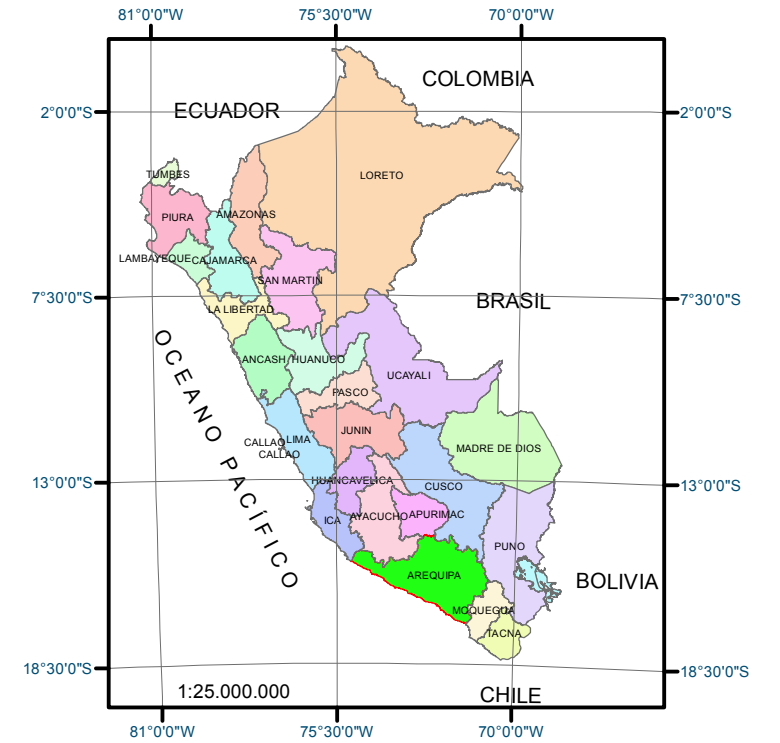 81°0'0"W 75°30'0"W 70°0'0"W
COLOMBIA
ECUADOR
2°0'0"S 2°0'0"S
TUMBES
LORETO
PIURA
AMAZONAS
LAMBAYEQUE
CAJAMARCA
SAN MARTIN
7°30'0"S 7°30'0"S
BRASIL
LA LIBERTAD
OCEANO PACÍFICO
ANCASH
HUANUCO
UCAYALI
PASCO
JUNIN
LIMA
CALLAO
CALLAO
MADRE DE DIOS
HUANCAVELICA
13°0'0"S 13°0'0"S
CUSCO
ICA
AYACUCHO
APURIMAC
PUNO
AREQUIPA
BOLIVIA
MOQUEGUA
TACNA
18°30'0"S 18°30'0"S
1:25.000.000
CHILE
81°0'0"W 75°30'0"W 70°0'0"W